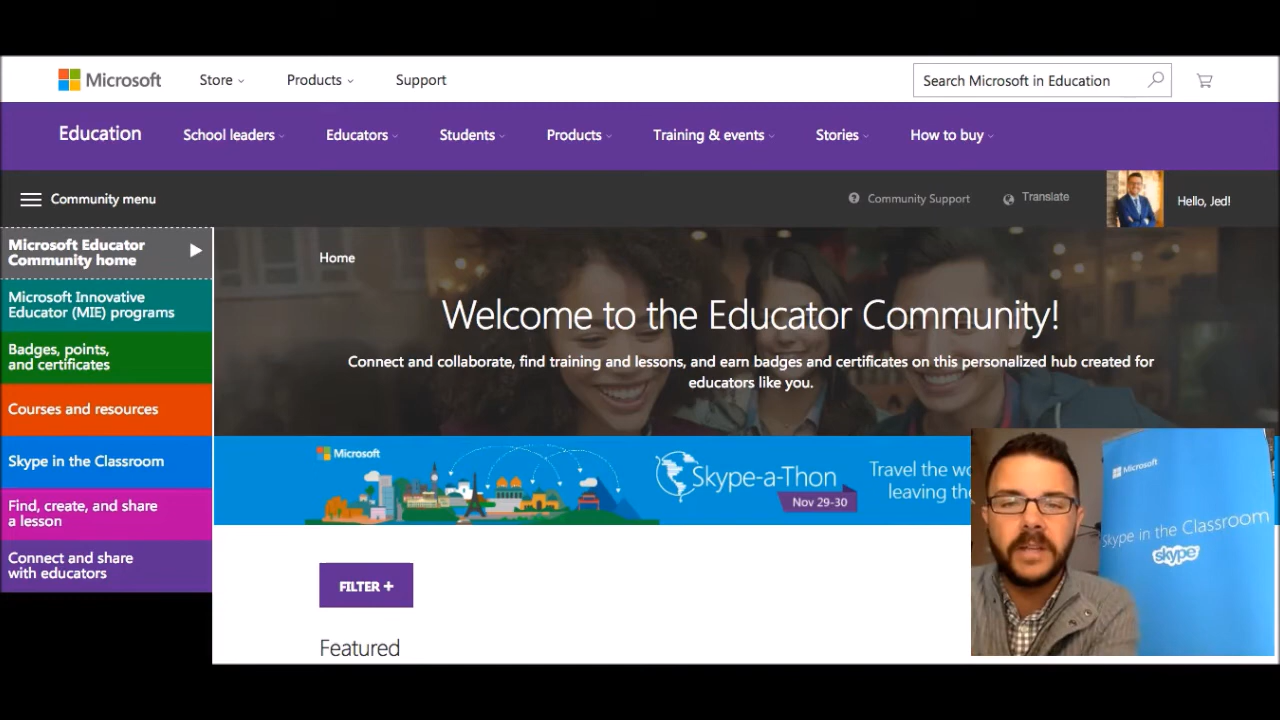 Microsoft
Store
Products
Support
Search Microsoft in Education
Education
School leaders
Educators
Students
Products
Training & events
Stories
How to buy
Community menu
Community Support
Translate
Hello, Jed!
Microsoft Educator
Community home
Microsoft Innovative
Educator (MIE) programs
Badges, points,
and certificates
Courses and resources
Skype in the Classroom
Find, create, and share
a lesson
Connect and share
with educators
Home
Welcome to the Educator Community!
Connect and collaborate, find training and lessons, and earn badges and certificates on this personalized hub created for
educators like you.
Microsoft
Skype-a-Thon
Nov 29-30
Travel the wo
leaving the
FILTER +
Featured
Microsoft
Skype in the Classroom
skype